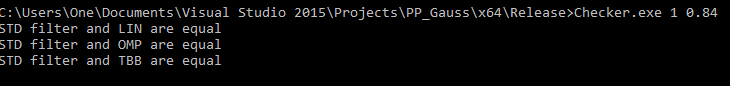 C:\Users\One\Documents\Visual Studio 2015\Projects\PP_Gauss\x64\Release>Checker.exe 1 0.84
STD filter and LIN are equal
STD filter and OMP are equal
STD filter and TBB are equal